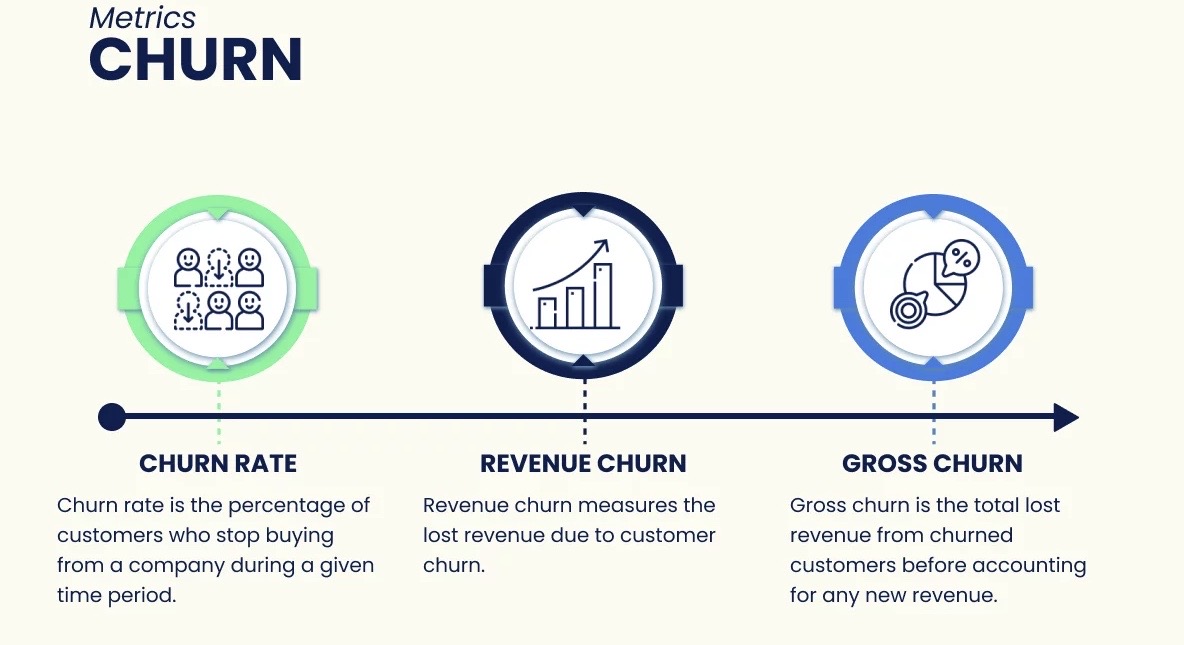 Metrics
CHURN
%
CHURN RATE
Churn rate is the percentage of
customers who stop buying
from a company during a given
time period.
REVENUE CHURN
Revenue churn measures the
lost revenue due to customer
churn.
GROSS CHURN
Gross churn is the total lost
revenue from churned
customers before accounting
for any new revenue.